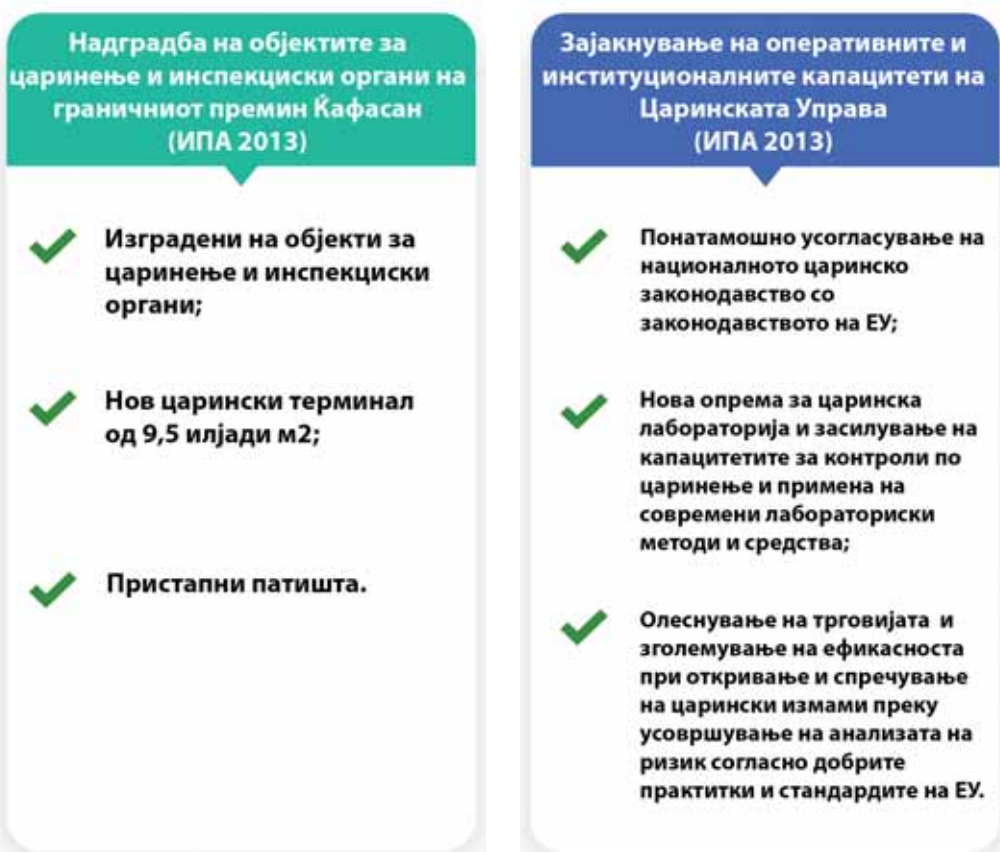 Надградба на објектите за
царинење и инспекциски органи на
граничниот премин Ќафасан
(ИПА 2013)
Изградени на објекти за
царинење и инспекциски
органи;
Нов царински терминал
од 9,5 илјади м2;
Пристапни патишта.
Зајакнување на оперативните и
институционалните капацитети на
Царинската Управа
(ИПА 2013)
Понатамошно усогласување на
националното царинско
законодавство со
законодавството на ЕУ;
Нова опрема за царинска
лабораторија и засилување на
капацитетите за контроли по
царинење и примена на
современи лабораториски
методи и средства;
Олеснување на трговијата и
зголемување на ефикасноста
при откривање и спречување
на царински измами преку
усовршување на анализата на
ризик согласно добрите
практитки и стандардите на ЕУ.